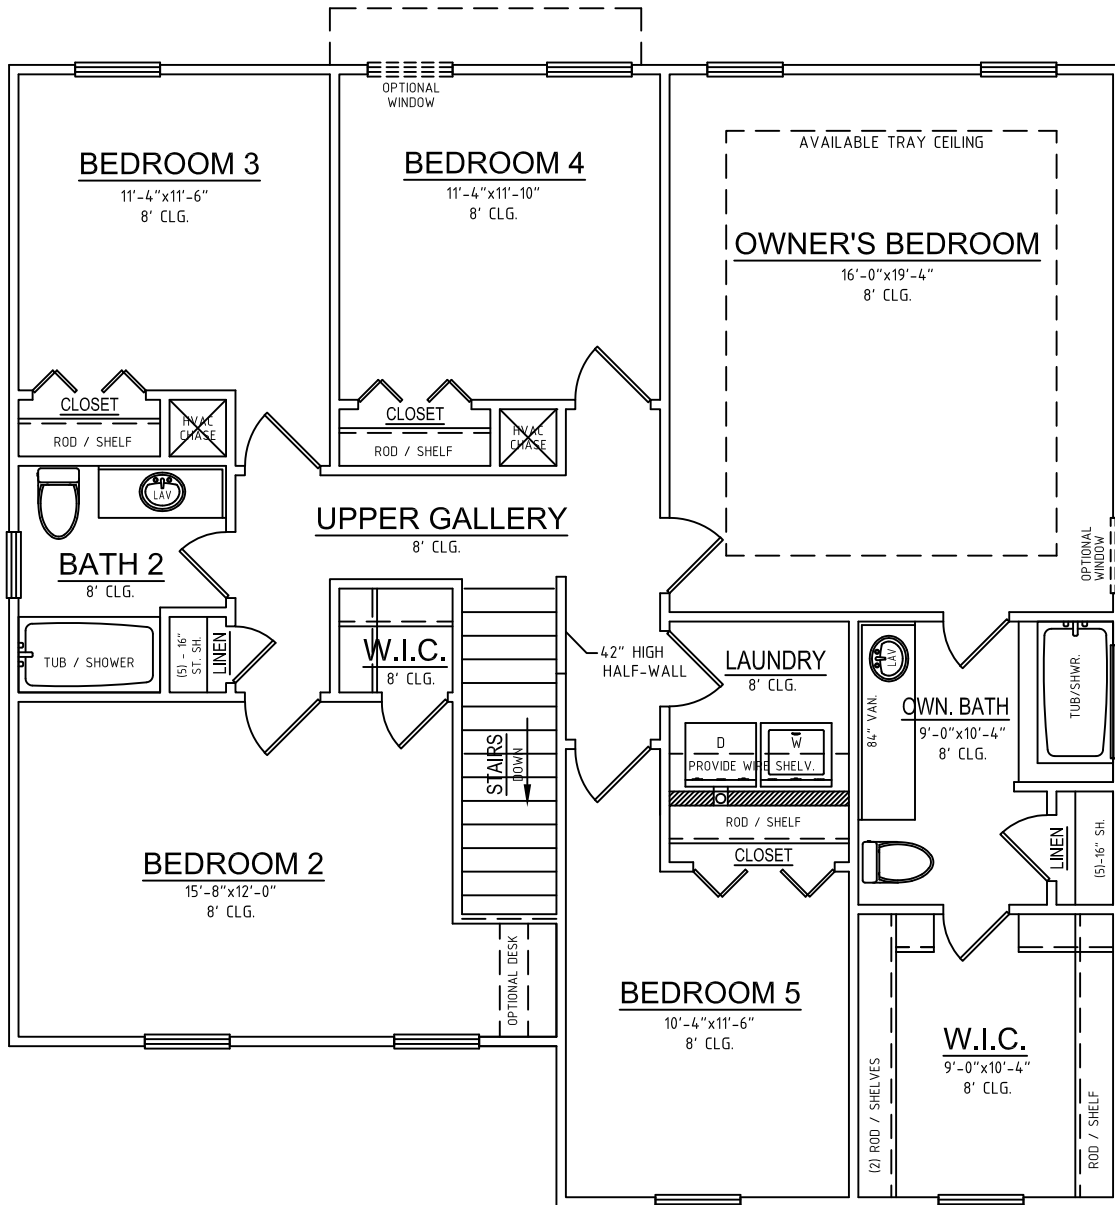 OPTIONAL
WINDOW
BEDROOM 3
11'-4"x11'-6"
8' CLG.
BEDROOM 4
11'-4"x11'-10"
8' CLG.
AVAILABLE TRAY CEILING
OWNER'S BEDROOM
16'-0"x19'-4"
8' CLG.
CLOSET
ROD / SHELF
HVAC
CHASE
CLOSET
ROD / SHELF
HVAC
CHASE
LAV
UPPER GALLERY
8' CLG.
BATH 2
8' CLG.
OPTIONAL
WINDOW
TUB / SHOWER
(5) - 16"
ST. SH.
LINEN
W.I.C.
8' CLG.
42" HIGH
HALF-WALL
LAUNDRY
8' CLG.
LAV
84" VAN.
OWN. BATH
9'-0"x10'-4"
8' CLG.
TUB/SHWR.
STAIRS
DOWN
D
W
PROVIDE WIRE SHELV.
ROD / SHELF
CLOSET
LINEN
(5)-16" SH.
BEDROOM 2
15'-8"x12'-0"
8' CLG.
OPTIONAL DESK
BEDROOM 5
10'-4"x11'-6"
8' CLG.
W.I.C.
9'-0"x10'-4"
8' CLG.
(2) ROD / SHELVES
ROD / SHELF